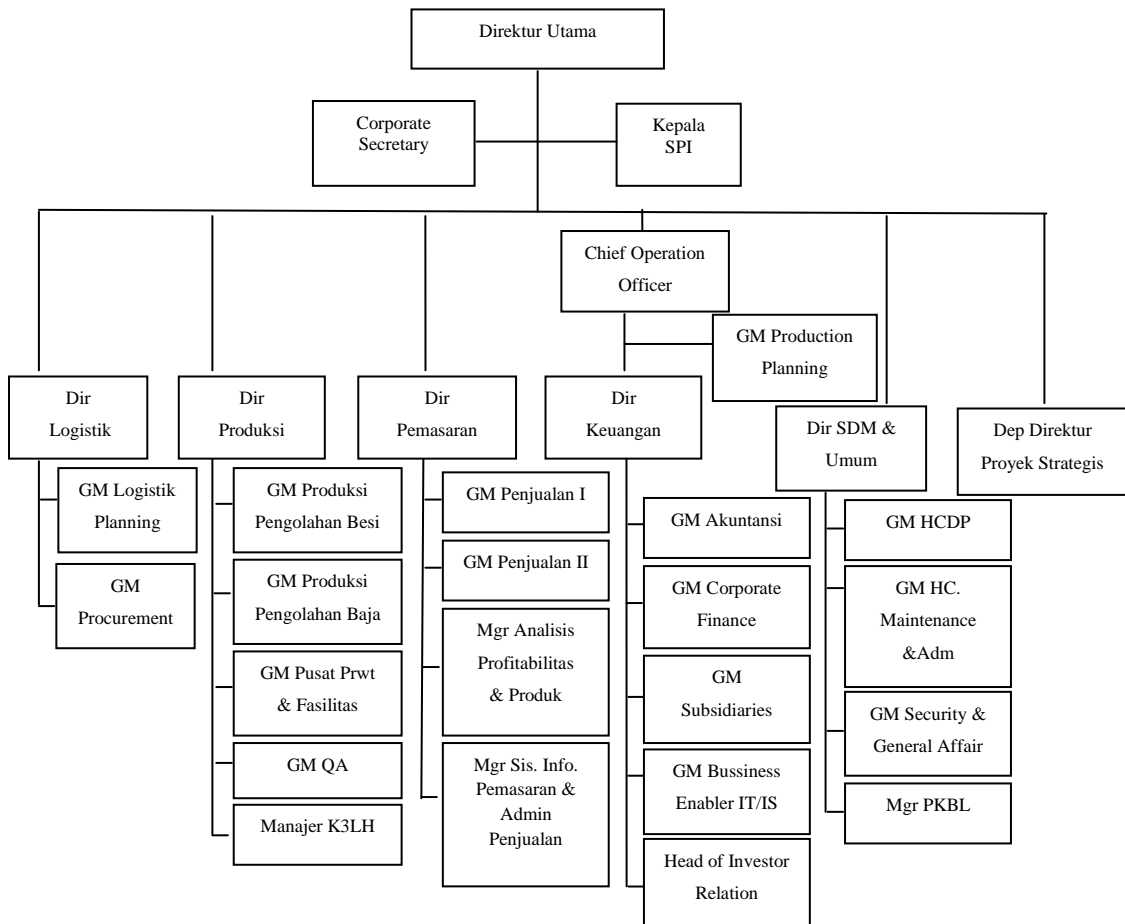 Direktur Utama
Corporate
Secretary
Kepala
SPI
Chief Operation
Officer
GM Production
Planning
Dir
Logistik
Dir
Produksi
Dir
Pemasaran
Dir
Keuangan
Dir SDM &
Umum
Dep Direktur
Proyek Strategis
GM Logistik
Planning
GM
Procurement
GM Produksi
Pengolahan Besi
GM Produksi
Pengolahan Baja
GM Pusat Prwt
& Fasilitas
GM QA
Manajer K3LH
GM Penjualan I
GM Penjualan II
Mgr Analisis
Profitabilitas
& Produk
Mgr Sis. Info.
Pemasaran &
Admin
Penjualan
GM Akuntansi
GM Corporate
Finance
GM
Subsidiaries
GM Bussiness
Enabler IT/IS
Head of Investor
Relation
GM HCDP
GM HC.
Maintenance
&Adm
GM Security &
General Affair
Mgr PKBL